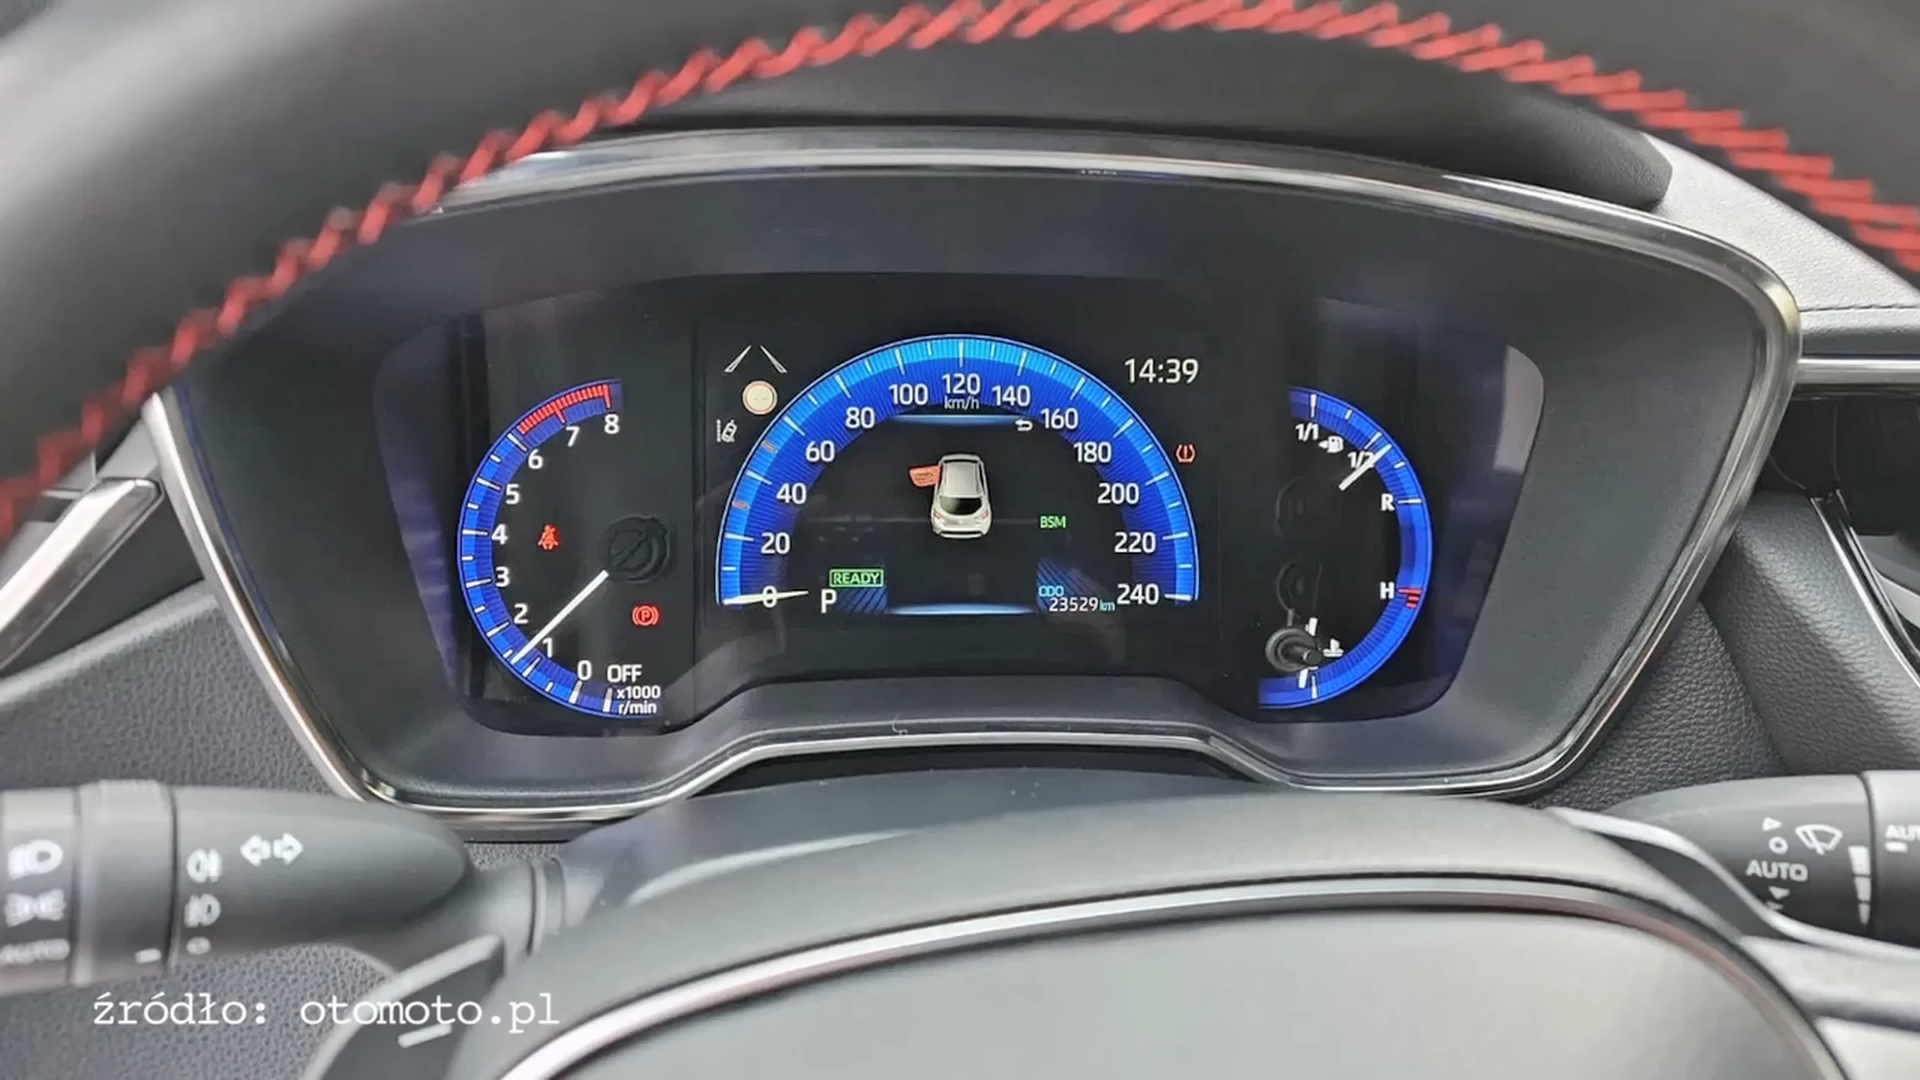 14:39
100 120 140
km/h
80 160
60 180
40 200
20 220
0 240
BSM
READY
P
ODO
23529 km
8
7
6
5
4
3
2
1
0 OFF
x1000
r/min
(P)
1/1
1/2
R
H
AUTO
AUTO
źródło: otomoto.pl